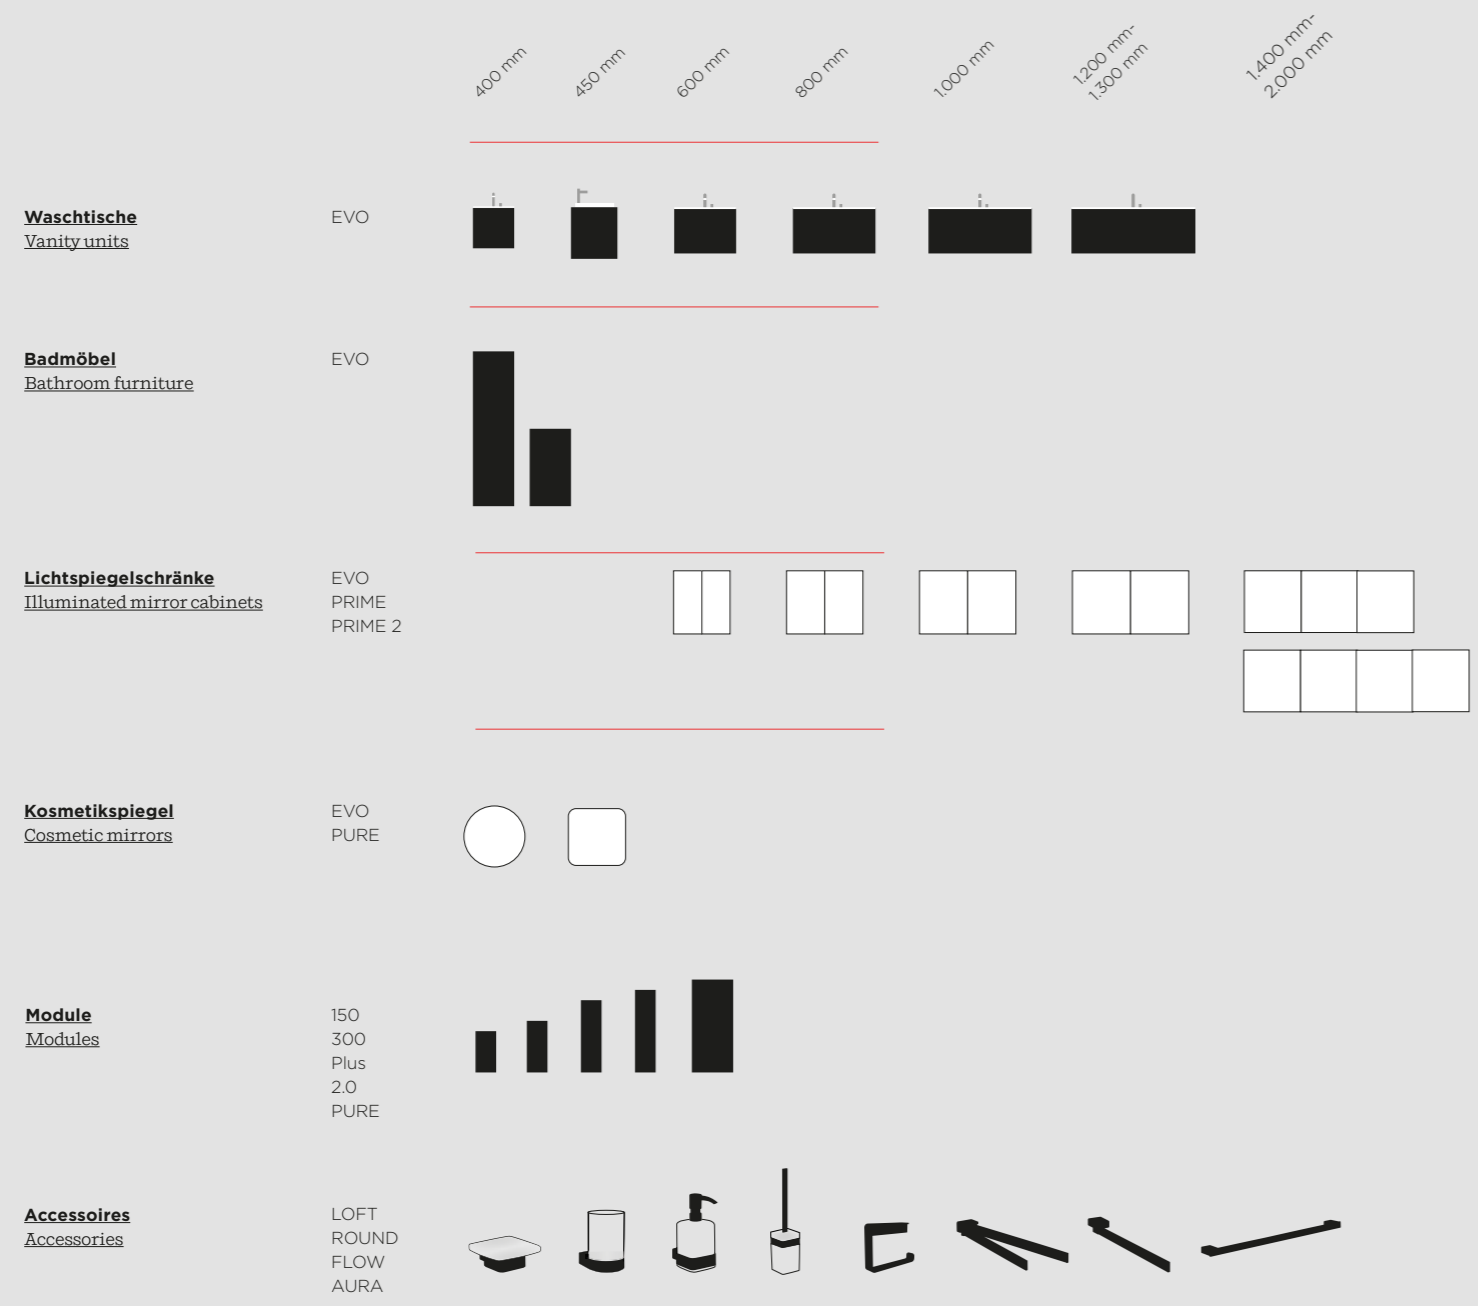 400 mm
450 mm
600 mm
800 mm
1.000 mm
1.200 mm-
1.300 mm
1.400 mm-
2.000 mm
Waschtische
Vanity units
EVO
Badmöbel
Bathroom furniture
EVO
Lichtspiegelschränke
Illuminated mirror cabinets
EVO
PRIME
PRIME 2
Kosmetikspiegel
Cosmetic mirrors
EVO
PURE
Module
Modules
150
300
Plus
2.0
PURE
Accessoires
Accessories
LOFT
ROUND
FLOW
AURA